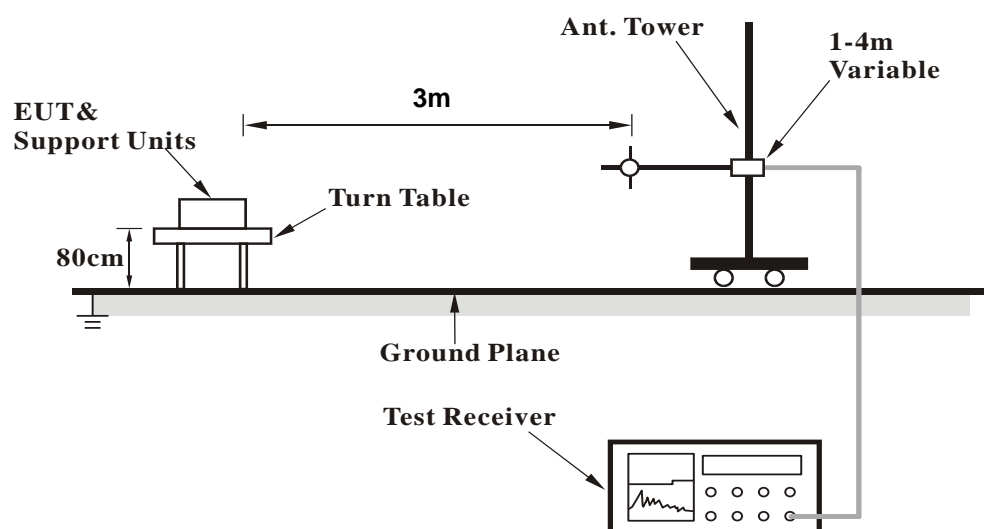 Ant. Tower
1-4m
Variable
3m
EUT&
Support Units
Turn Table
80cm
Ground Plane
Test Receiver